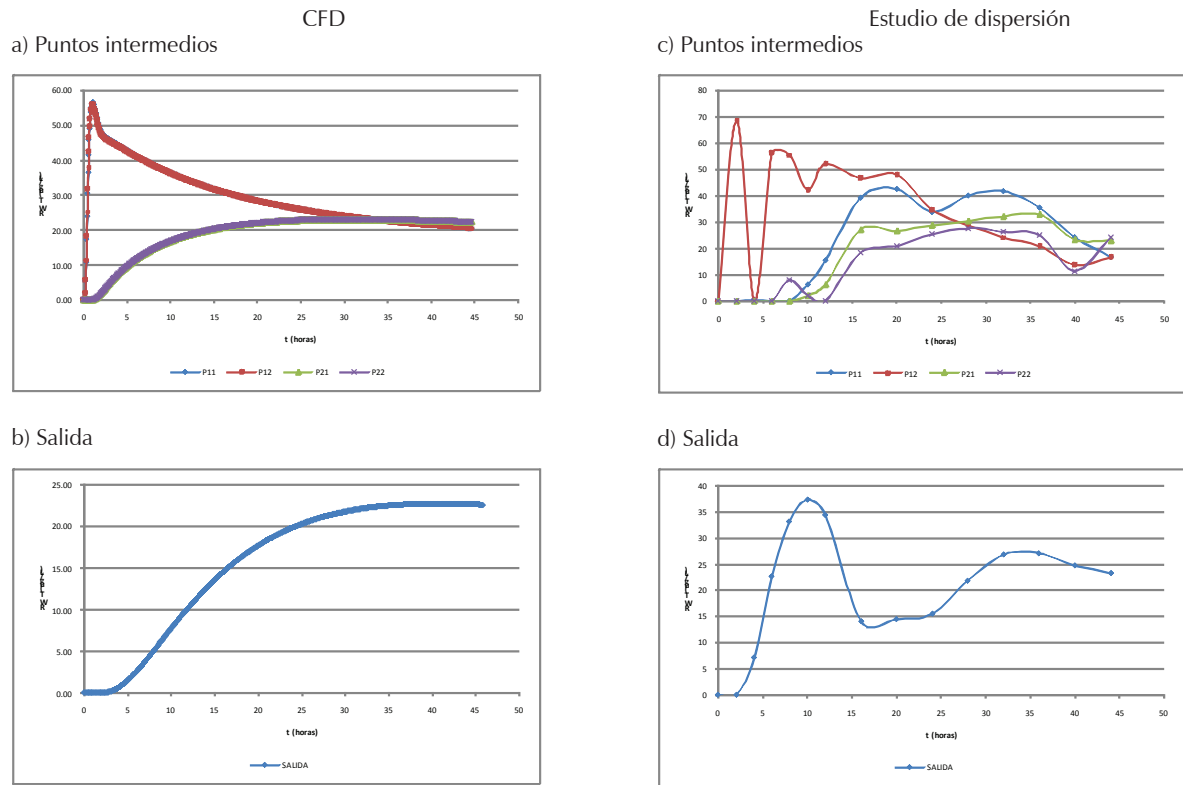 CFD
a) Puntos intermedios
60.00
50.00
40.00
30.00
20.00
10.00
0.00
0 5 10 15 20 25 30 35 40 45 50
t (horas)
P11 P12 P21 P22
b) Salida
25.00
20.00
15.00
10.00
5.00
0.00
0 5 10 15 20 25 30 35 40 45 50
t (horas)
SALIDA
Estudio de dispersión
c) Puntos intermedios
80
70
60
50
40
30
20
10
0
0 5 10 15 20 25 30 35 40 45 50
t (horas)
P11 P12 P21 P22
d) Salida
40
35
30
25
20
15
10
5
0
0 5 10 15 20 25 30 35 40 45 50
t (horas)
SALIDA